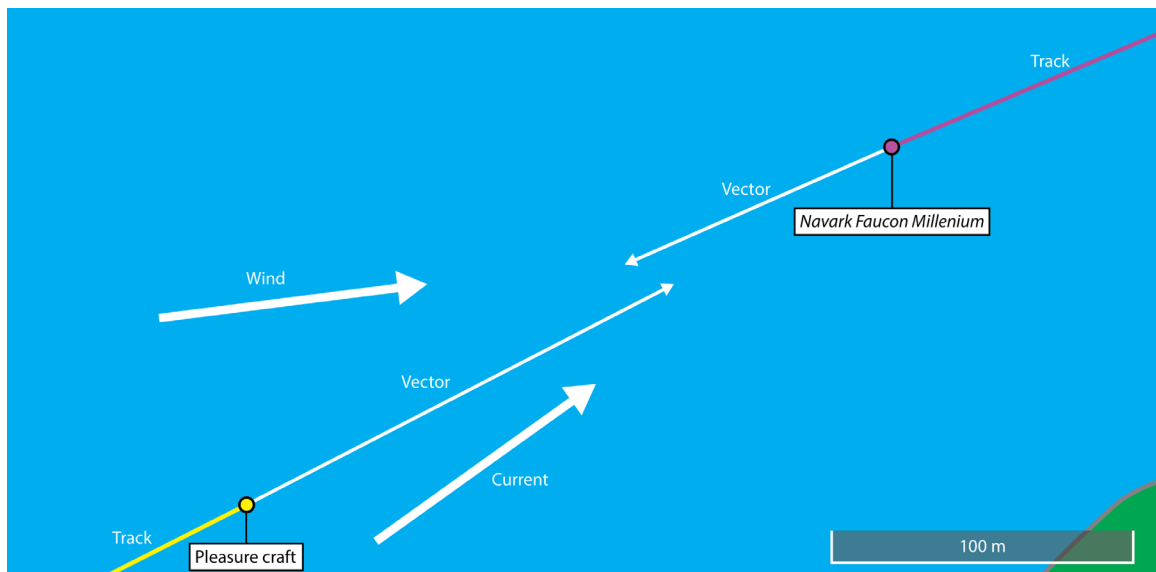 Track
Vector
Navark Faucon Millenium
Wind
Vector
Current
Track
Pleasure craft
100 m